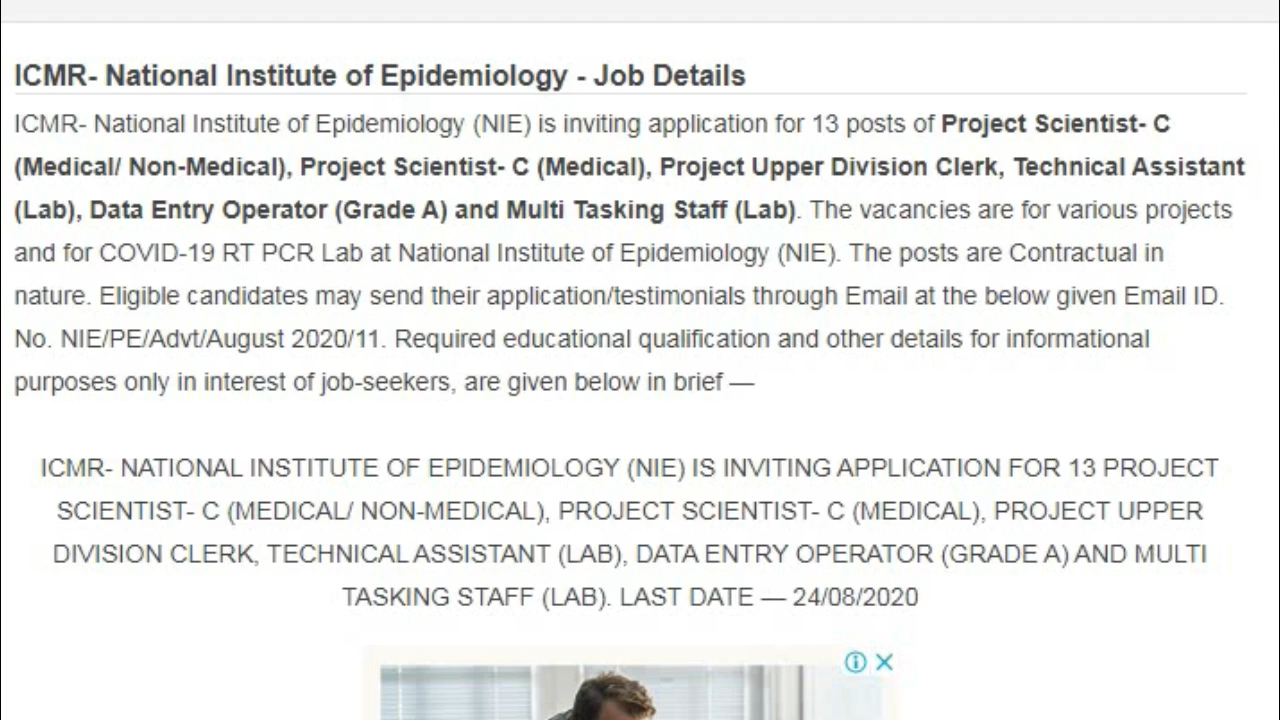 ICMR- National Institute of Epidemiology - Job Details
ICMR- National Institute of Epidemiology (NIE) is inviting application for 13 posts of Project Scientist- C
(Medical/ Non-Medical), Project Scientist- C (Medical), Project Upper Division Clerk, Technical Assistant
(Lab), Data Entry Operator (Grade A) and Multi Tasking Staff (Lab). The vacancies are for various projects
and for COVID-19 RT PCR Lab at National Institute of Epidemiology (NIE). The posts are Contractual in
nature. Eligible candidates may send their application/testimonials through Email at the below given Email ID.
No. NIE/PE/Advt/August 2020/11. Required educational qualification and other details for informational
purposes only in interest of job-seekers, are given below in brief —
ICMR- NATIONAL INSTITUTE OF EPIDEMIOLOGY (NIE) IS INVITING APPLICATION FOR 13 PROJECT
SCIENTIST- C (MEDICAL/ NON-MEDICAL), PROJECT SCIENTIST- C (MEDICAL), PROJECT UPPER
DIVISION CLERK, TECHNICAL ASSISTANT (LAB), DATA ENTRY OPERATOR (GRADE A) AND MULTI
TASKING STAFF (LAB). LAST DATE — 24/08/2020